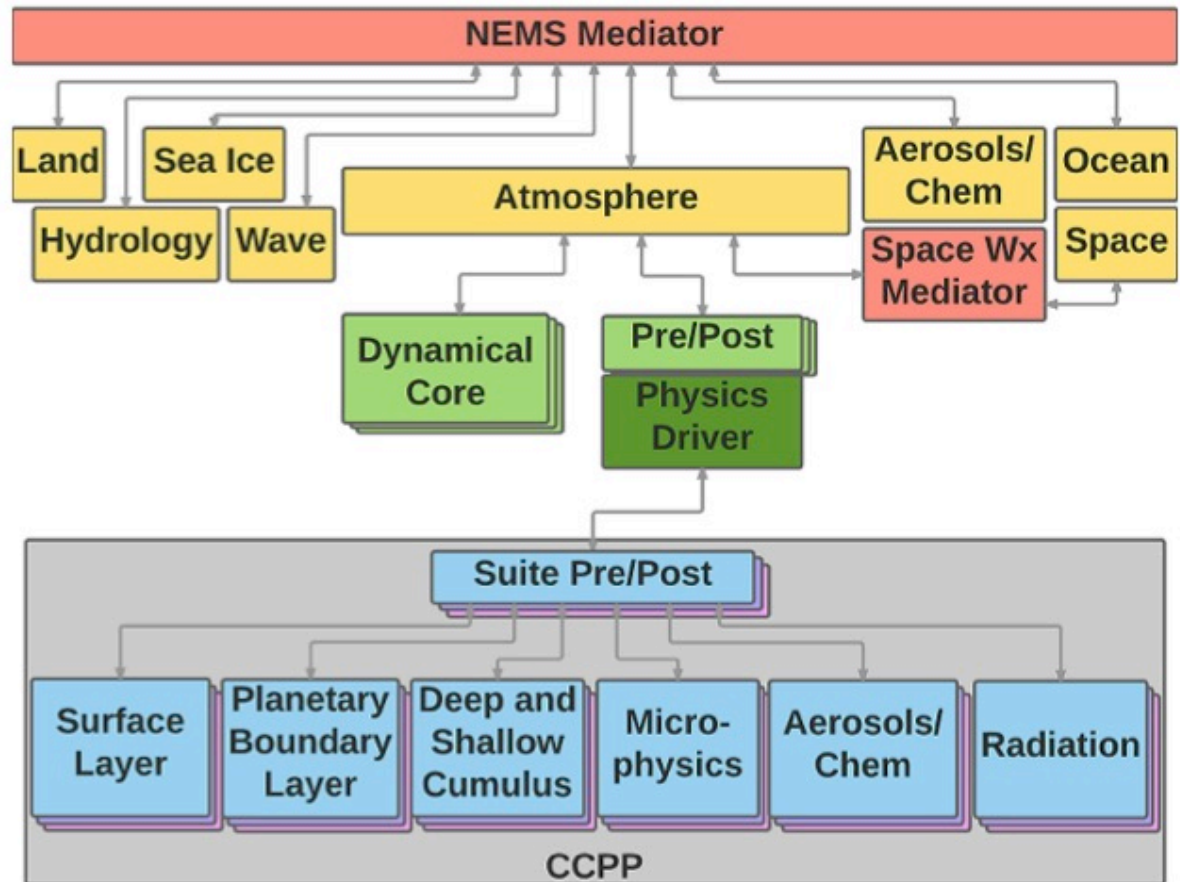 NEMS Mediator
Land
Sea Ice
Hydrology
Wave
Atmosphere
Aerosols/
Chem
Ocean
Space Wx
Mediator
Space
Dynamical
Core
Pre/Post
Physics
Driver
Suite Pre/Post
Surface
Layer
Planetary
Boundary
Layer
Deep and
Shallow
Cumulus
Micro-
physics
Aerosols/
Chem
Radiation
CCPP